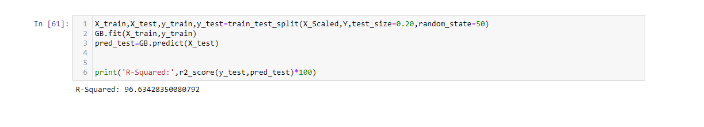 In [61]:
1 X_train,X_test,y_train,y_test=train_test_split(X_Scaled,Y,test_size=0.20,random_state=50)
2 GB.fit(X_train,y_train)
3 pred_test=GB.predict(X_test)
4
5
6 print('R-Squared:',r2_score(y_test,pred_test)*100)
R-Squared: 96.63428350080792